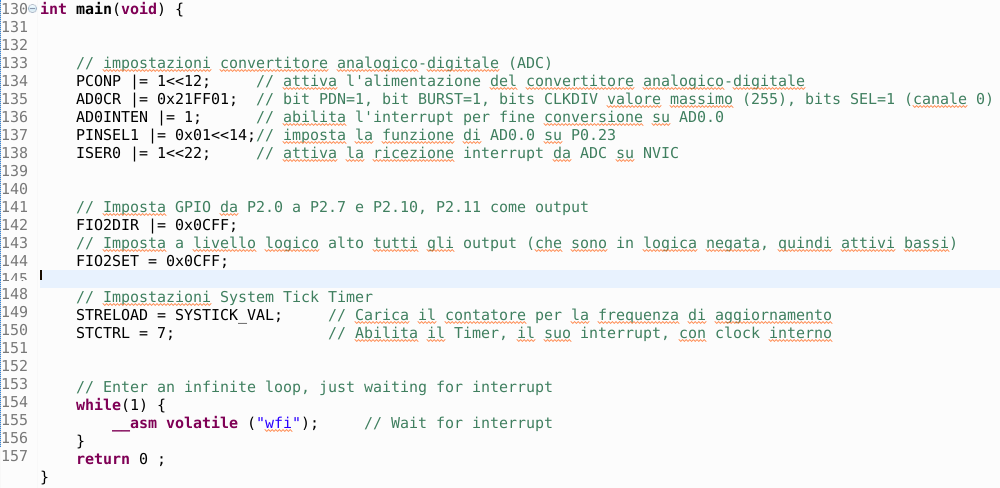 130 int main(void) {
131
132
133 // impostazioni convertitore analogico-digitale (ADC)
134 PCONP |= 1<<12; // attiva l'alimentazione del convertitore analogico-digitale
135 AD0CR |= 0x21FF01; // bit PDN=1, bit BURST=1, bits CLKDIV valore massimo (255), bits SEL=1 (canale 0)
136 AD0INTEN |= 1; // abilita l'interrupt per fine conversione su AD0.0
137 PINSEL1 |= 0x01<<14;// imposta la funzione di AD0.0 su P0.23
138 ISER0 |= 1<<22; // attiva la ricezione interrupt da ADC su NVIC
139
140
141 // Imposta GPIO da P2.0 a P2.7 e P2.10, P2.11 come output
142 FIO2DIR |= 0x0CFF;
143 // Imposta a livello logico alto tutti gli output (che sono in logica negata, quindi attivi bassi)
144 FIO2SET = 0x0CFF;
145
148 // Impostazioni System Tick Timer
149 STRELOAD = SYSTICK_VAL; // Carica il contatore per la frequenza di aggiornamento
150 STCTRL = 7; // Abilita il Timer, il suo interrupt, con clock interno
151
152
153 // Enter an infinite loop, just waiting for interrupt
154 while(1) {
155 __asm volatile ("wfi"); // Wait for interrupt
156 }
157 return 0 ;
}